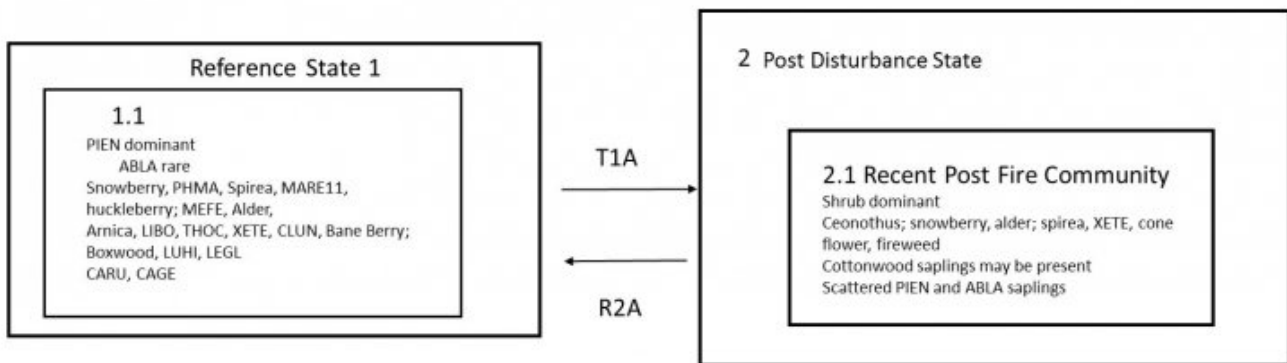 Reference State 1
1.1
PIEN dominant
ABLA rare
Snowberry, PHMA, Spirea, MARE11,
huckleberry; MEFE, Alder,
Arnica, LIBO, THOC, XETE, CLUN, Bane Berry;
Boxwood, LUHI, LEGL
CARU, CAGE
T1A
R2A
2 Post Disturbance State
2.1 Recent Post Fire Community
Shrub dominant
Ceonothus; snowberry, alder; spirea, XETE, cone
flower, fireweed
Cottonwood saplings may be present
Scattered PIEN and ABLA saplings